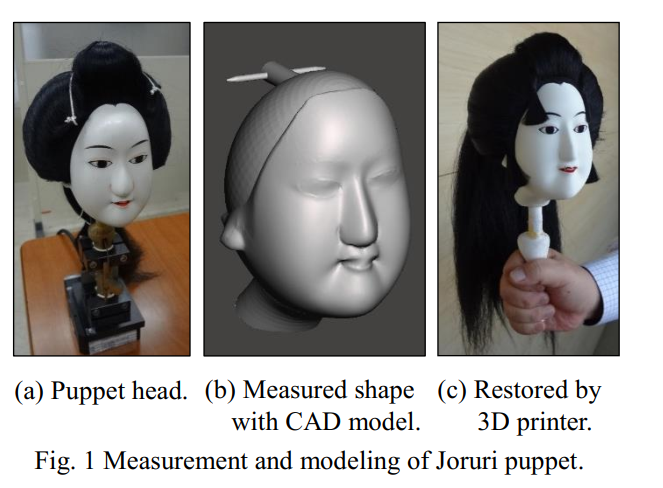 (a) Puppet head.
(b) Measured shape
with CAD model.
(c) Restored by
3D printer.
Fig. 1 Measurement and modeling of Joruri puppet.